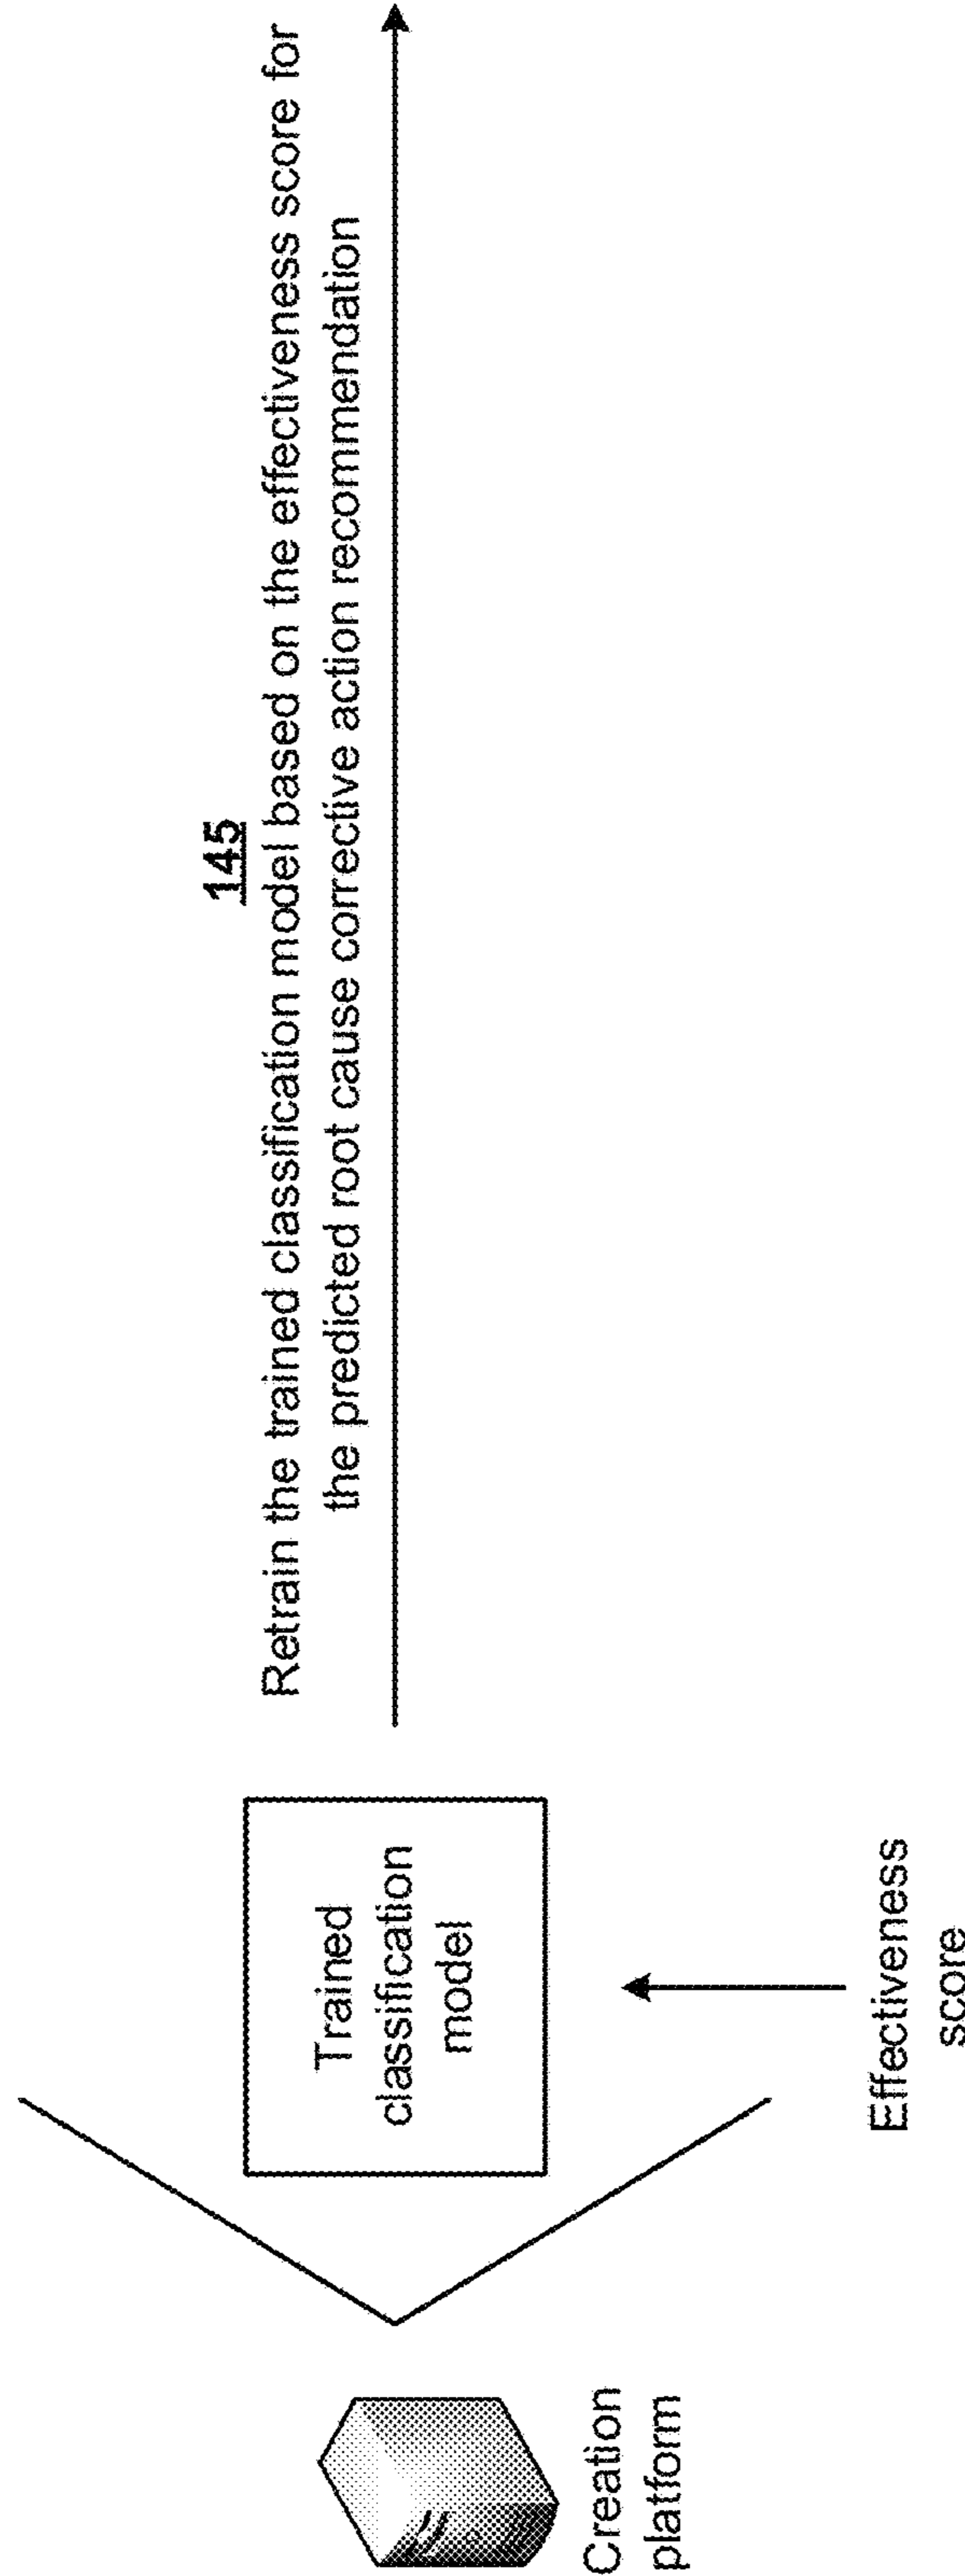 145
Retrain the trained classification model based on the effectiveness score for
the predicted root cause corrective action recommendation
Trained
classification
model
Effectiveness
score
Creation
platform